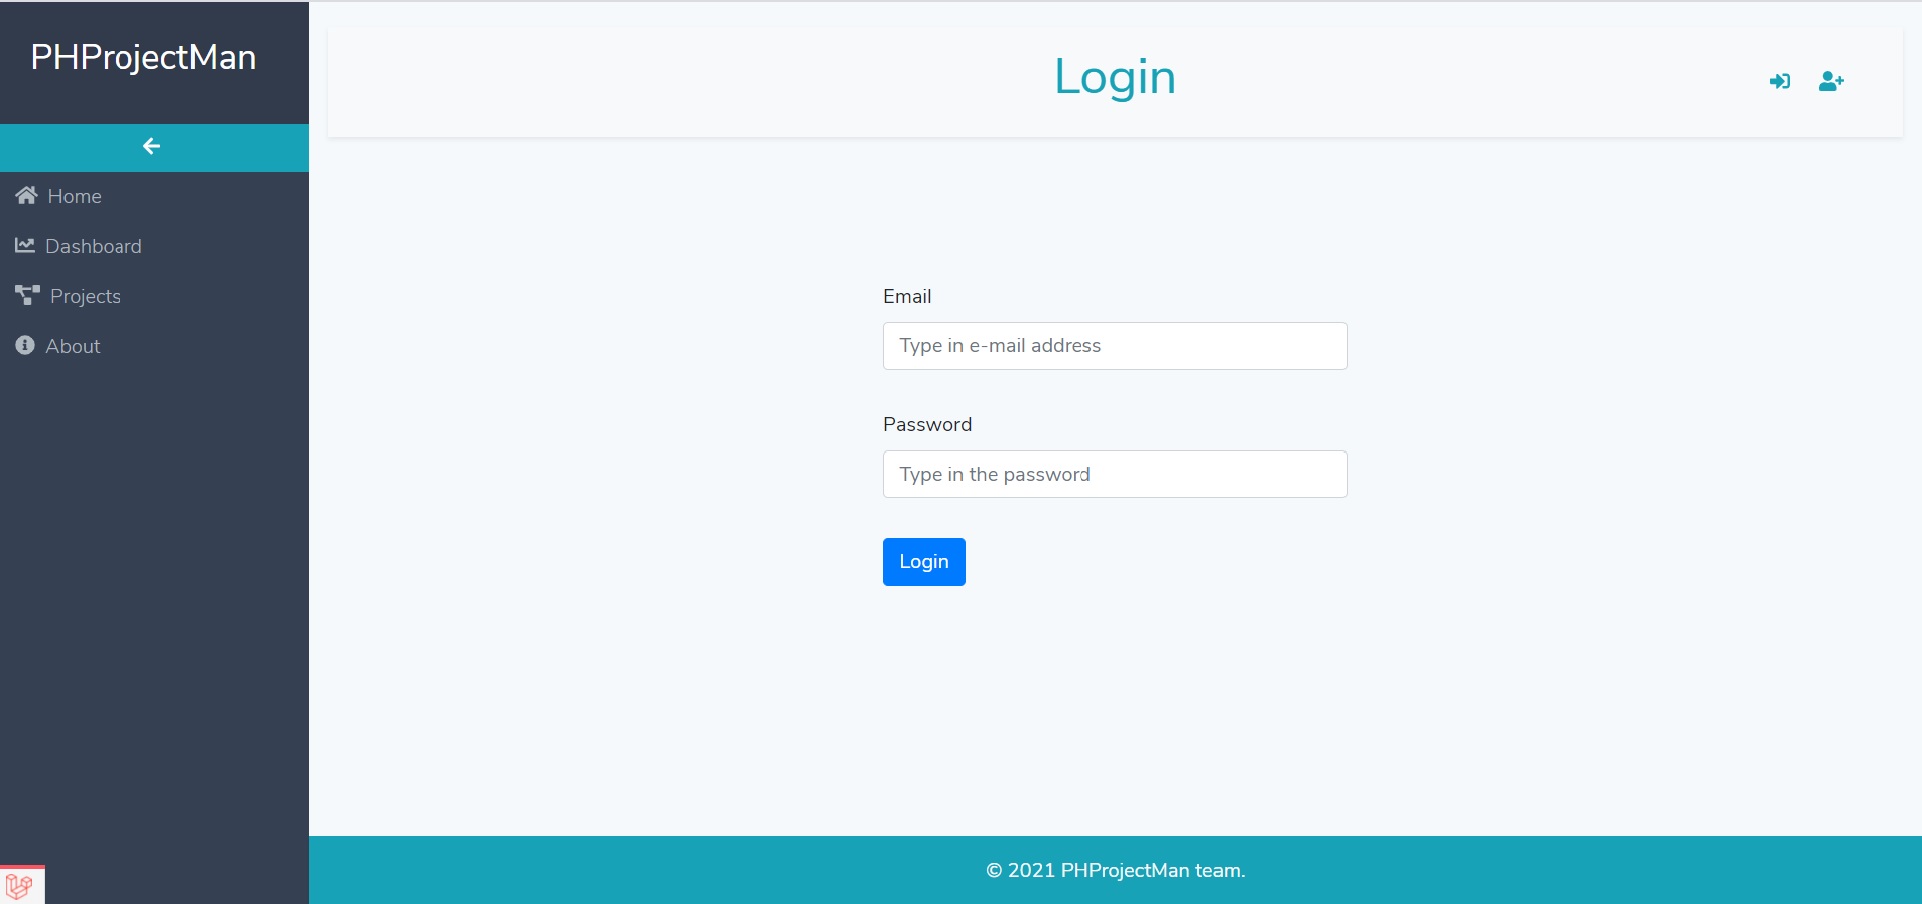 PHProjectMan
Login
Home
Dashboard
Projects
About
Email
Type in e-mail address
Password
Type in the password
Login
© 2021 PHProjectMan team.